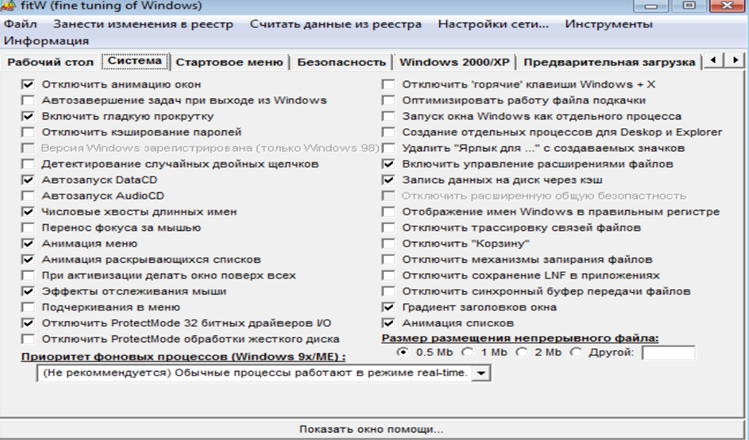 fitW (fine tuning of Windows)
Файл Занести изменения в реестр Считать данные из реестра Настройки сети... Инструменты
Информация
Рабочий стол Система Стартовое меню Безопасность Windows 2000/XP Предварительная загрузка
Отключить анимацию окон
Автозавершение задач при выходе из Windows
Включить гладкую прокрутку
Отключить кэширование паролей
Версия Windows зарегистрирована (только Windows 98)
Детектирование случайных двойных щелчков
Автозапуск DataCD
Автозапуск AudioCD
Числовые хвосты длинных имен
Перенос фокуса за мышью
Анимация меню
Анимация раскрывающихся списков
При активизации делать окно поверх всех
Эффекты отслеживания мыши
Подчеркивания в меню
Отключить ProtectMode 32 битных драйверов I/O
Отключить ProtectMode обработки жесткого диска
Отключить 'горячие' клавиши Windows + X
Оптимизировать работу файла подкачки
Запуск окна Windows как отдельного процесса
Создание отдельных процессов для Deskop и Explorer
Удалить "Ярлык для ..." с создаваемых значков
Включить управление расширениями файлов
Запись данных на диск через кэш
Отключить расширенную общую безопастность
Отображение имен Windows в правильном регистре
Отключить трассировку связей файлов
Отключить "Корзину"
Отключить механизмы запирания файлов
Отключить сохранение LNF в приложениях
Отключить синхронный буфер передачи файлов
Градиент заголовков окна
Анимация списков
Размер размещения непрерывного файла:
0.5 Mb 1 Mb 2 Mb Другой:
Приоритет фоновых процессов (Windows 9x/ME) :
(Не рекоммендуется) Обычные процессы работают в режиме real-time.
Показать окно помощи...